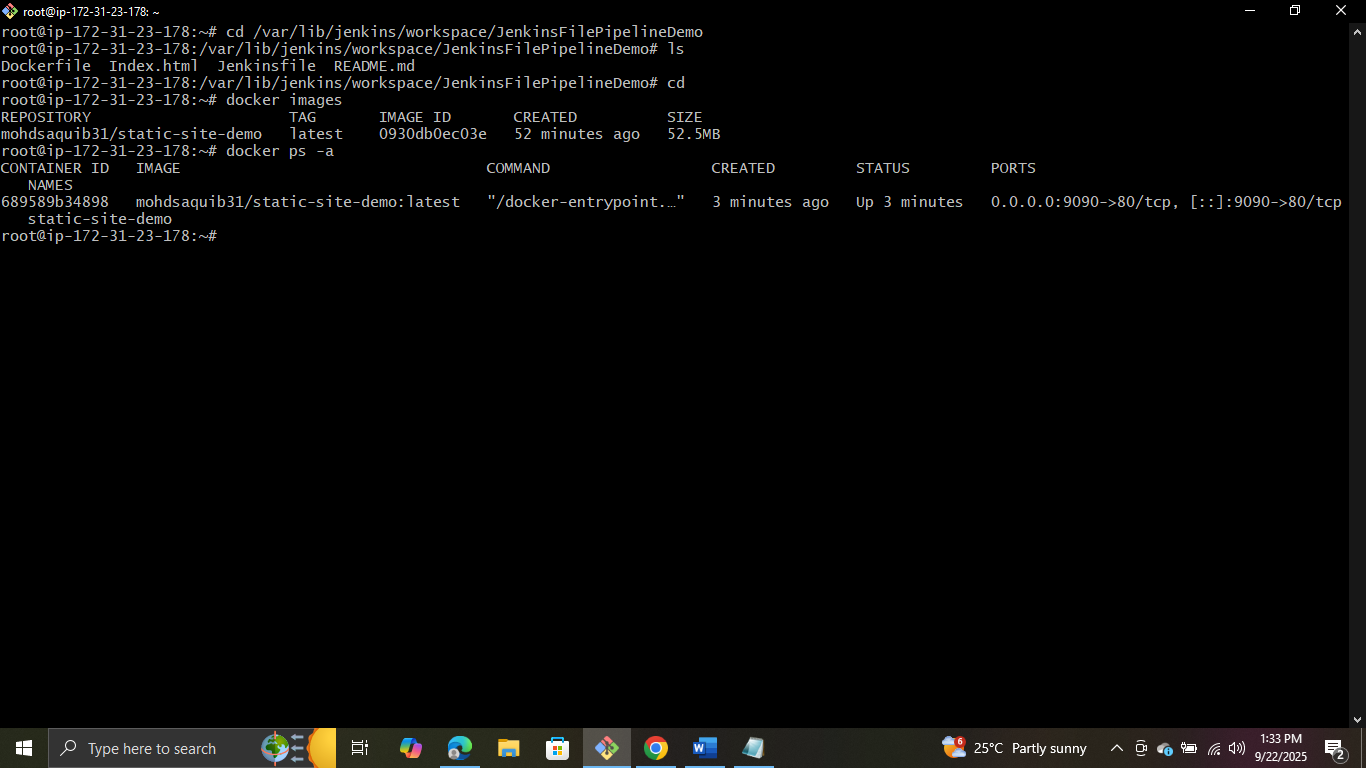 root@ip-172-31-23-178: ~
root@ip-172-31-23-178:~# cd /var/lib/jenkins/workspace/JenkinsFilePipelineDemo
root@ip-172-31-23-178:/var/lib/jenkins/workspace/JenkinsFilePipelineDemo# ls
Dockerfile  Index.html  Jenkinsfile  README.md
root@ip-172-31-23-178:/var/lib/jenkins/workspace/JenkinsFilePipelineDemo# cd
root@ip-172-31-23-178:~# docker images
REPOSITORY                      TAG       IMAGE ID       CREATED          SIZE
mohdsaquib31/static-site-demo   latest    0930db0ec03e   52 minutes ago   52.5MB
root@ip-172-31-23-178:~# docker ps -a
CONTAINER ID   IMAGE                                  COMMAND                  CREATED         STATUS         PORTS
   NAMES
689589b34898   mohdsaquib31/static-site-demo:latest   "/docker-entrypoint.…"   3 minutes ago   Up 3 minutes   0.0.0.0:9090->80/tcp, [::]:9090->80/tcp
   static-site-demo
root@ip-172-31-23-178:~#
Type here to search
6
25°C Partly sunny
1:33 PM
9/22/2025
2